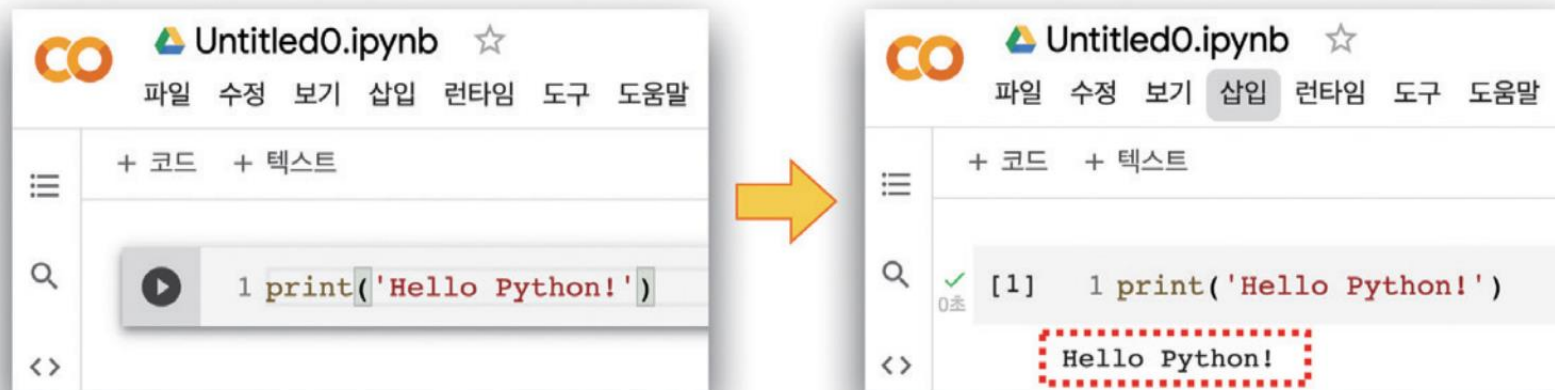 Untitled0.ipynb
파일 수정 보기 삽입 런타임 도구 도움말
+ 코드 + 텍스트
1 print('Hello Python!')
Untitled0.ipynb
파일 수정 보기 삽입 런타임 도구 도움말
+ 코드 + 텍스트
[1] 1 print('Hello Python!')
0초
Hello Python!